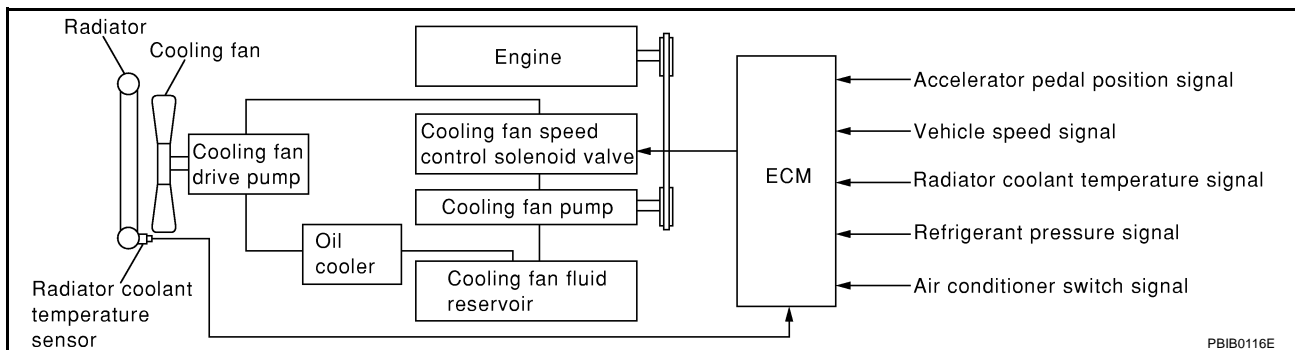 Radiator
Cooling fan
Engine
Cooling fan speed
control solenoid valve
Cooling fan
drive pump
Cooling fan pump
Oil
cooler
Cooling fan fluid
reservoir
Radiator coolant
temperature
sensor
ECM
Accelerator pedal position signal
Vehicle speed signal
Radiator coolant temperature signal
Refrigerant pressure signal
Air conditioner switch signal
PBIB0116E